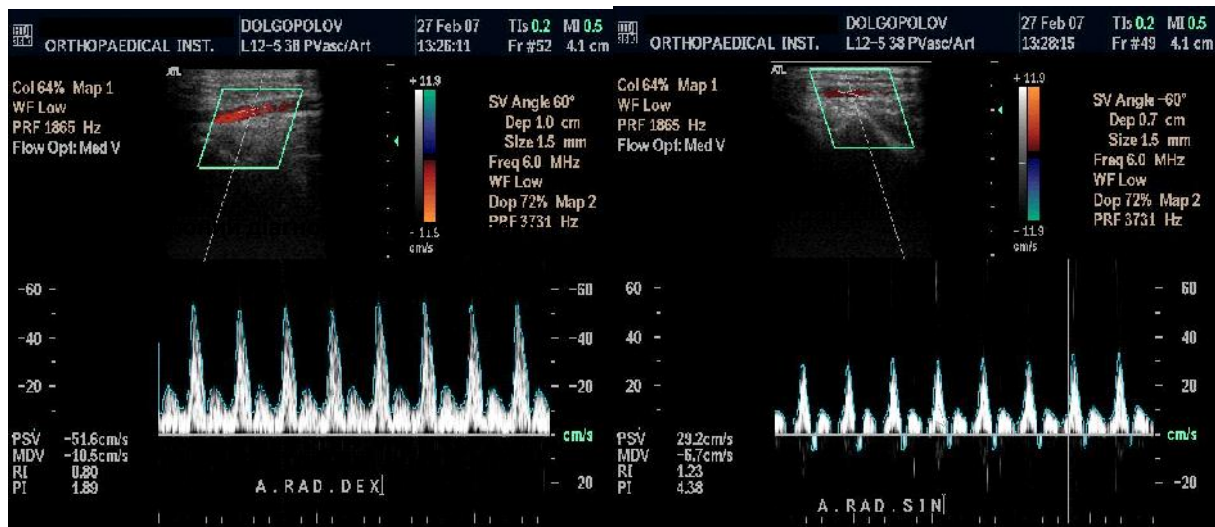 DOLGOPOLOV
27 Feb 07
TIs 0.2 MI 0.5
ORTHOPAEDICAL INST.
L12-5 38 PVasc/Art
13:26:11
Fr #52 4.1 cm
ATL
Col 64% Map 1
WF Low
PRF 1865 Hz
Flow Opt: Med V
+ 11.9
cm/s
SV Angle 60°
Dep 1.0 cm
Size 1.5 mm
Freq 6.0 MHz
WF Low
Dop 72% Map 2
PRF 3731 Hz
-60
-40
-20
-60
-40
-20
cm/s
20
PSV -51.6cm/s
MDV -10.5cm/s
RI 0.80
PI 1.89
A.RAD.DEX
DOLGOPOLOV
27 Feb 07
TIs 0.2 MI 0.5
ORTHOPAEDICAL INST.
L12-5 38 PVasc/Art
13:28:15
Fr #49 4.1 cm
ATL
Col 64% Map 1
WF Low
PRF 1865 Hz
Flow Opt: Med V
+ 11.9
- 11.9
cm/s
SV Angle -60°
Dep 0.7 cm
Size 1.5 mm
Freq 6.0 MHz
WF Low
Dop 72% Map 2
PRF 3731 Hz
60
40
20
60
40
20
cm/s
-20
PSV 29.2cm/s
MDV -6.7cm/s
RI 1.23
PI 4.38
A.RAD.SIN